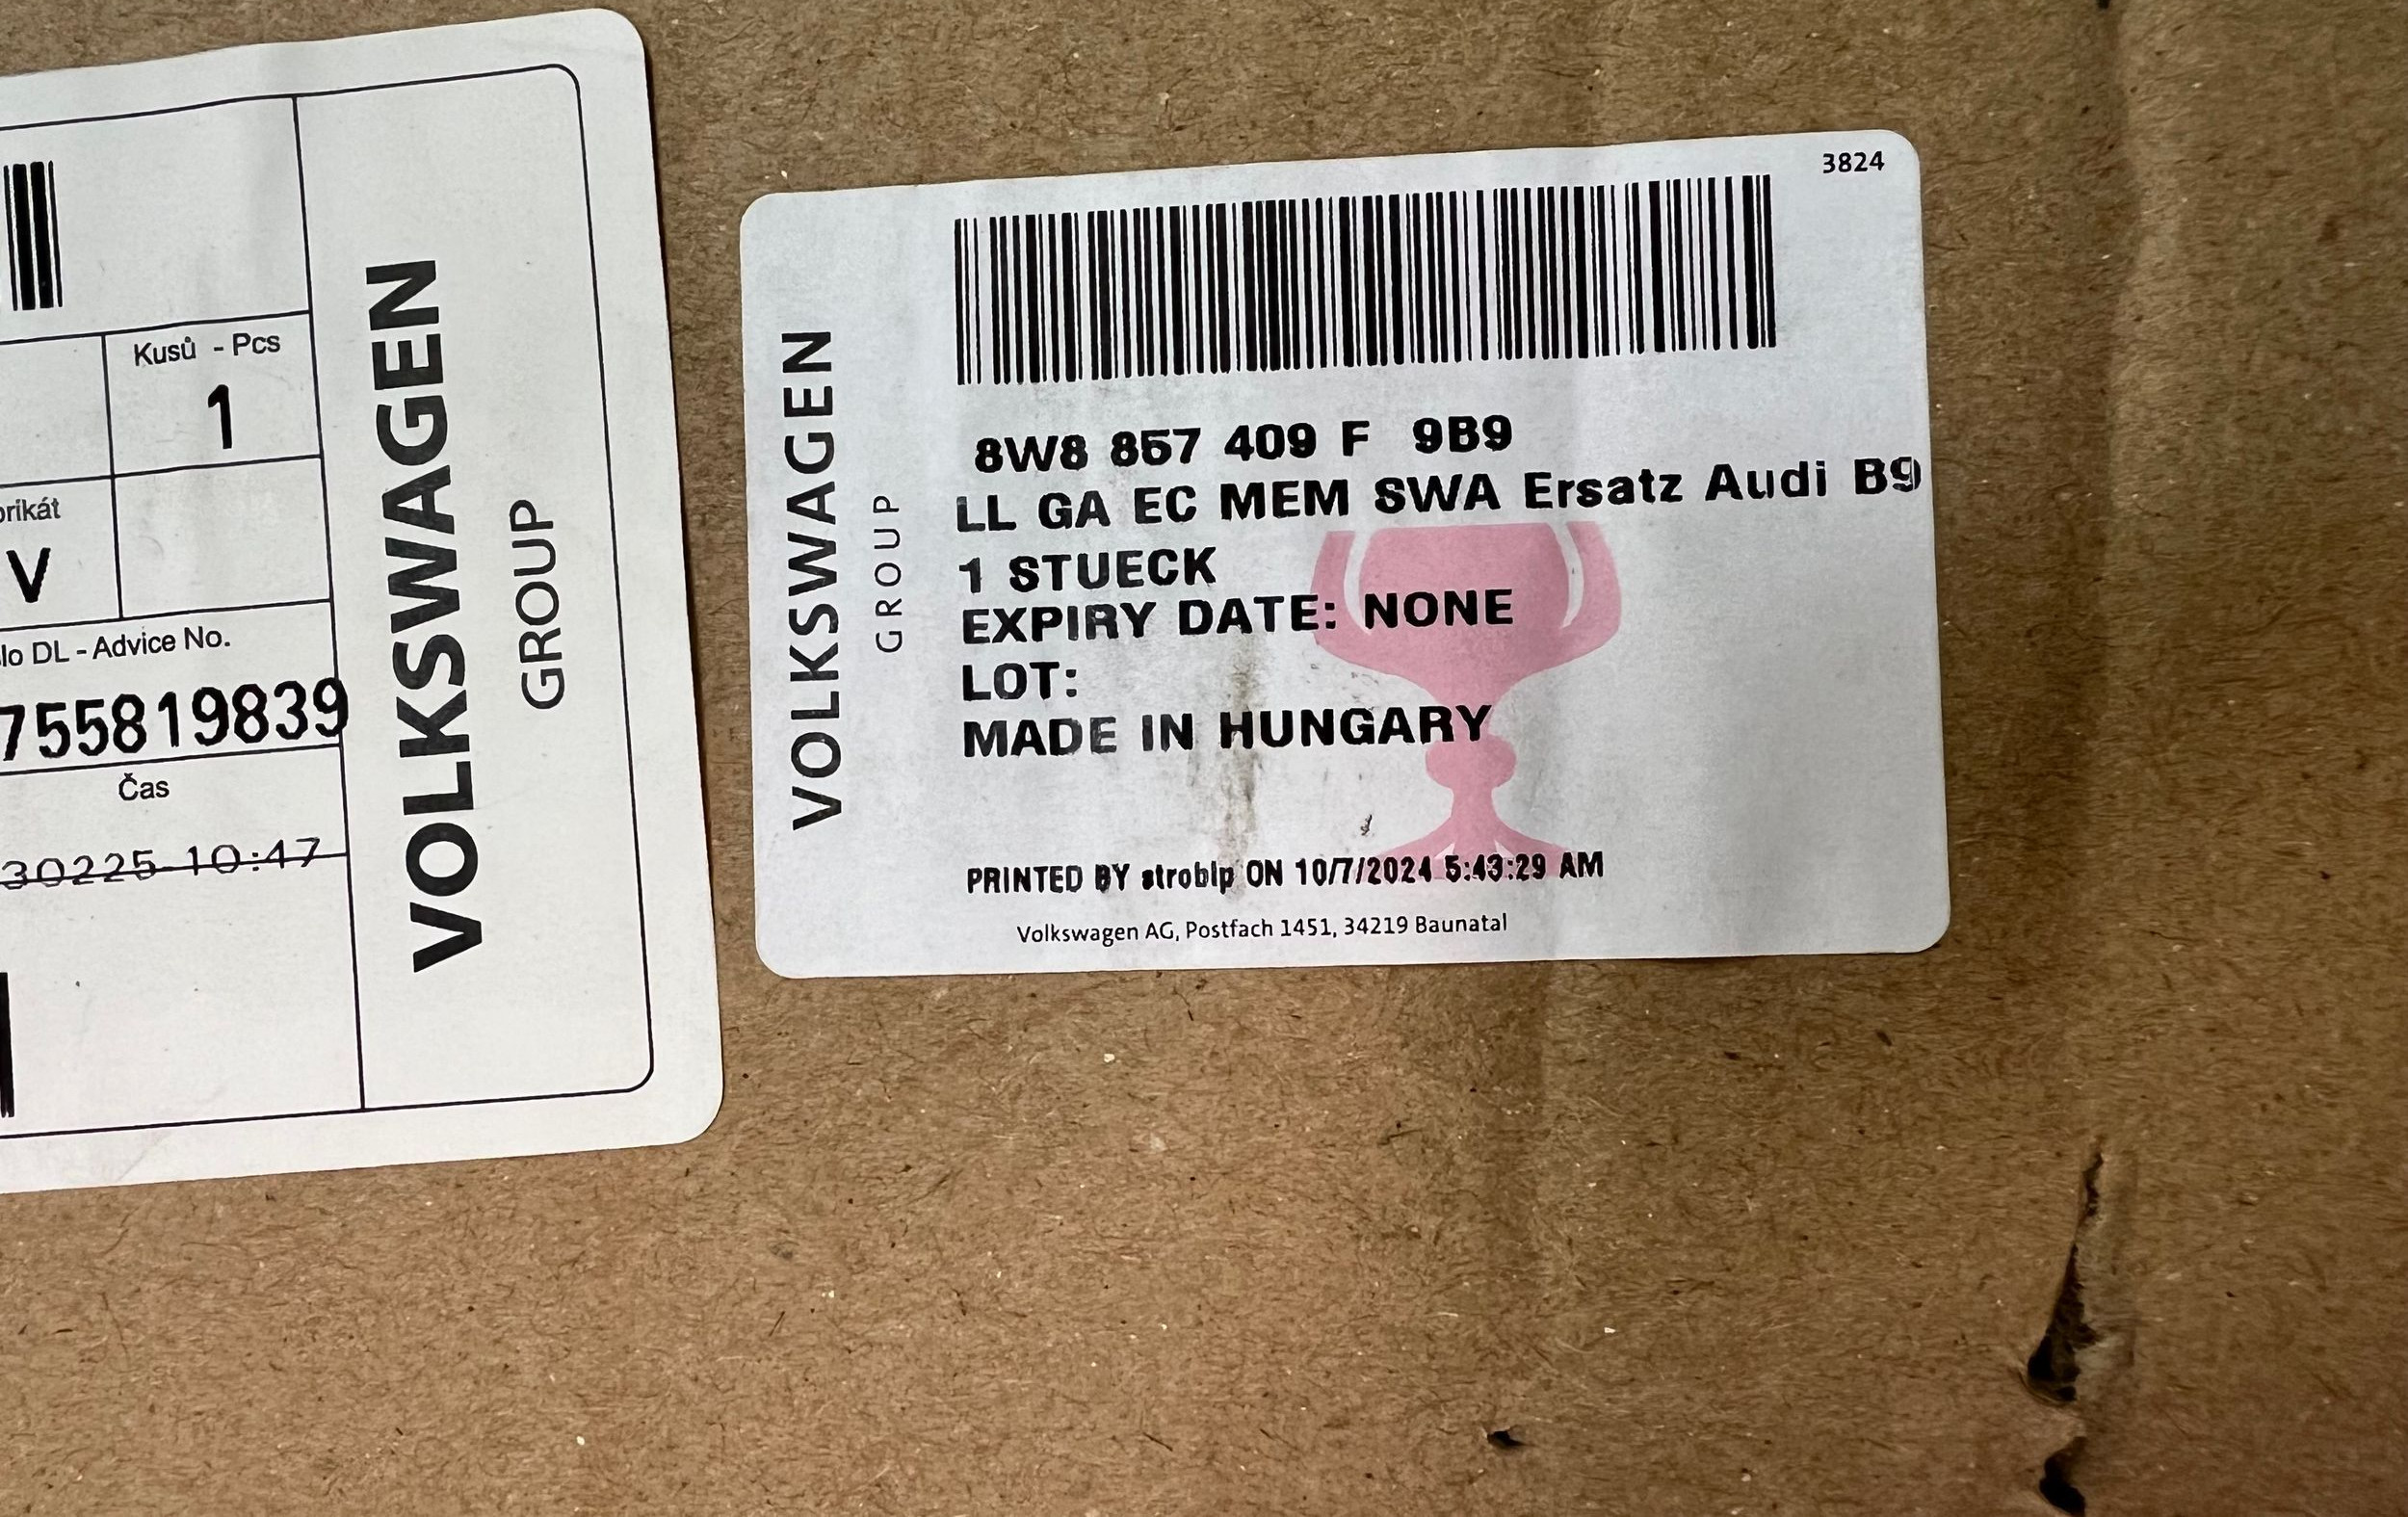 Kusů - Pcs
1
V
DL - Advice No.
755819839
Čas
30225 10:47
VOLKSWAGEN
GROUP
3824
VOLKSWAGEN
GROUP
8W8 857 409 F 9B9
LL GA EC MEM SWA Ersatz Audi B9
1 STUECK
EXPIRY DATE: NONE
LOT:
MADE IN HUNGARY
PRINTED BY stroblp ON 10/7/2024 5:43:29 AM
Volkswagen AG, Postfach 1451, 34219 Baunatal